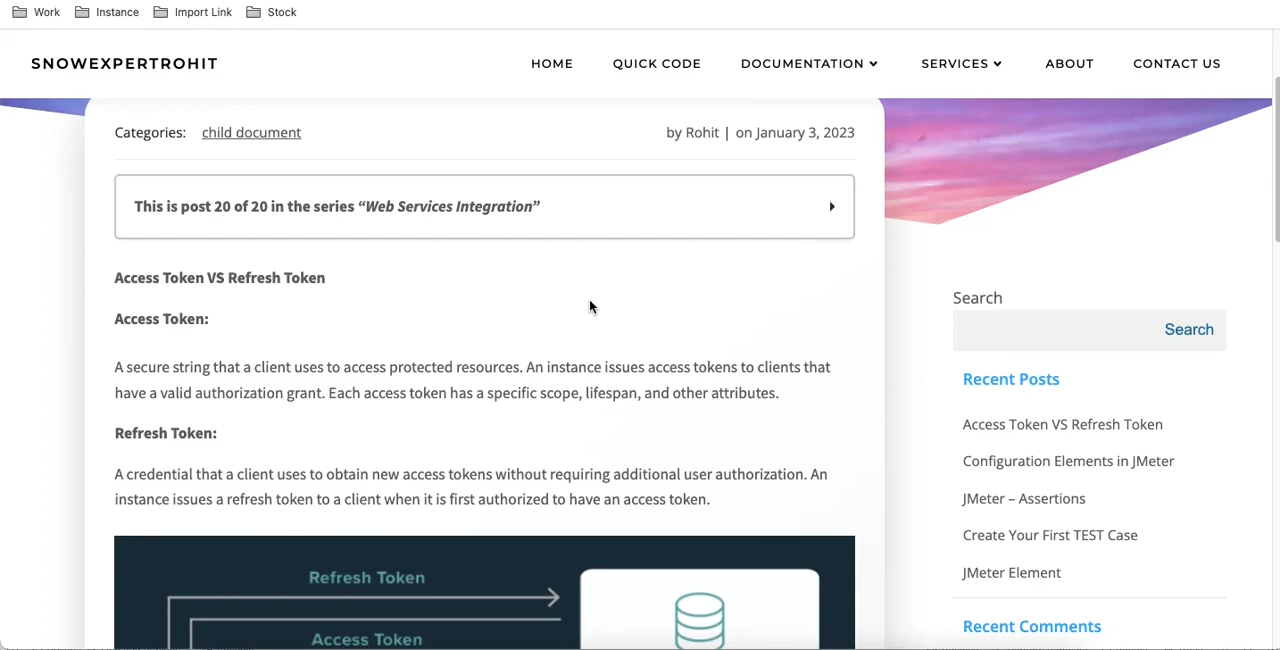 Work Instance Import Link Stock
SNOWEXPERTROHIT
HOME QUICK CODE DOCUMENTATION SERVICES ABOUT CONTACT US
Categories: child document
by Rohit | on January 3, 2023
This is post 20 of 20 in the series “Web Services Integration”
Access Token VS Refresh Token
Access Token:
A secure string that a client uses to access protected resources. An instance issues access tokens to clients that
have a valid authorization grant. Each access token has a specific scope, lifespan, and other attributes.
Refresh Token:
A credential that a client uses to obtain new access tokens without requiring additional user authorization. An
instance issues a refresh token to a client when it is first authorized to have an access token.
Refresh Token
Access Token
Search
Search
Recent Posts
Access Token VS Refresh Token
Configuration Elements in JMeter
JMeter – Assertions
Create Your First TEST Case
JMeter Element
Recent Comments